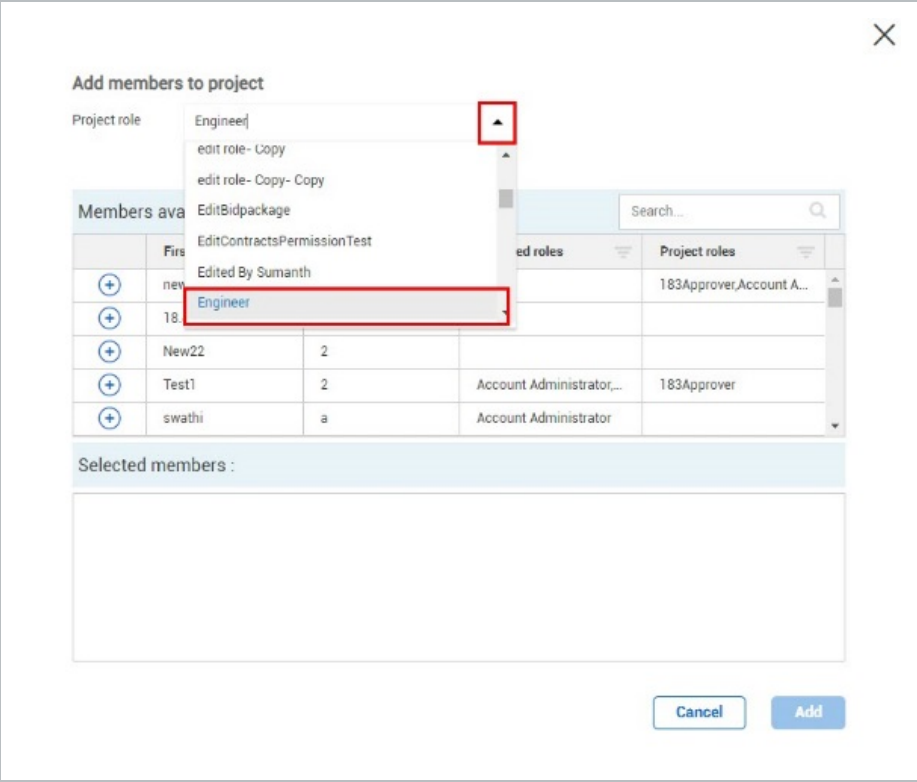 Add members to project
Project role
Engineer
edit role- Copy
edit role- Copy- Copy
EditBidpackage
EditContractsPermissionTest
Edited By Sumanth
Engineer
Members ava
Search...
Firs ed roles Project roles
new 183Approver,Account A...
18.
New22 2
Test1 2 Account Administrator,... 183Approver
swathi a Account Administrator
Selected members :
Cancel Add